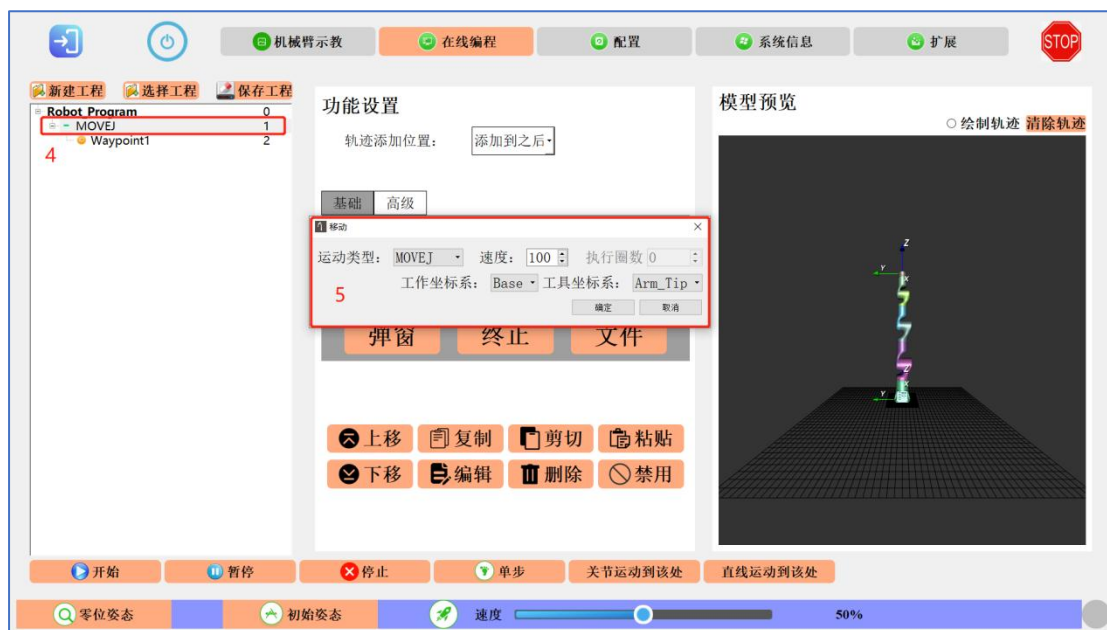 机械臂示教 在线编程 配置 系统信息 扩展 STOP
新建工程 选择工程 保存工程
Robot Program 0
MOVEJ 1
Waypoint1 2
4
功能设置
轨迹添加位置： 添加到之后
基础 高级
移动
运动类型： MOVEJ 速度： 100 执行圈数 0
工作坐标系： Base 工具坐标系： Arm_Tip
5
确定 取消
弹窗 终止 文件
上移 复制 剪切 粘贴
下移 编辑 删除 禁用
模型预览
绘制轨迹 清除轨迹
Z
Y
X
Z
X
Y
开始 暂停 停止 单步 关节运动到该处 直线运动到该处
零位姿态 初始姿态 速度 50%